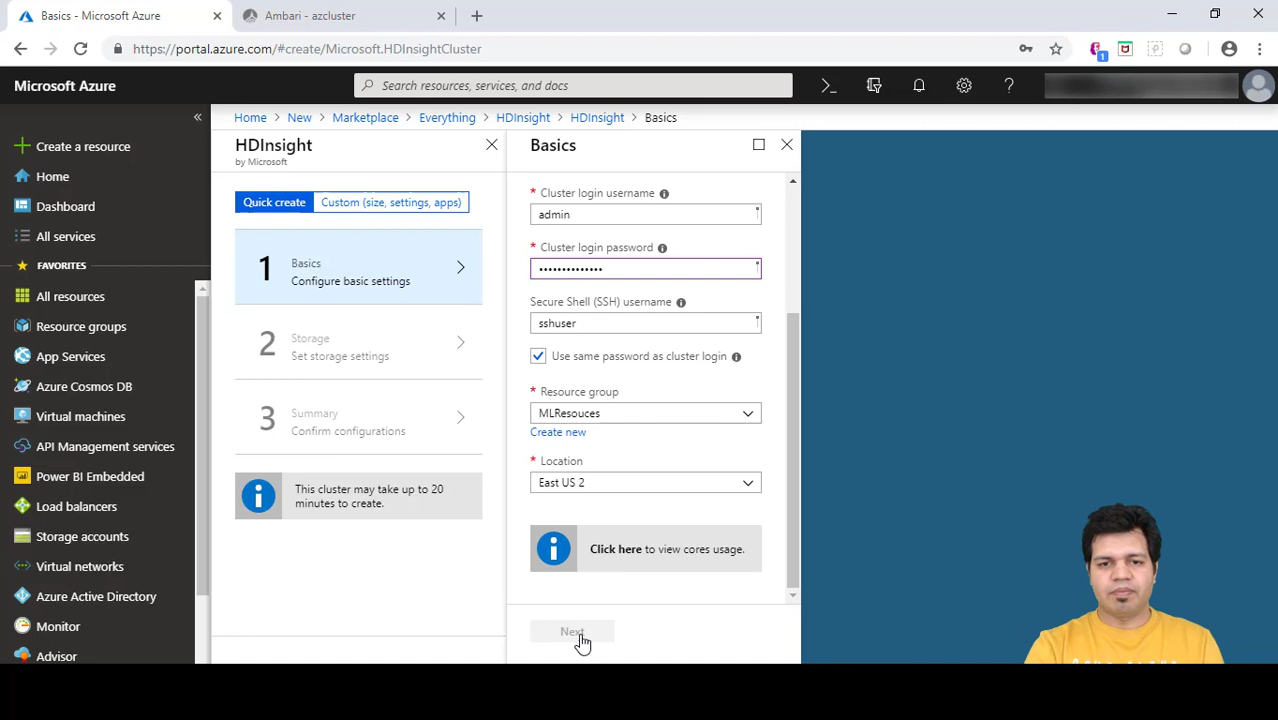 Basics - Microsoft Azure
Ambari - azcluster
https://portal.azure.com/#create/Microsoft.HDInsightCluster
1
Microsoft Azure
Search resources, services, and docs
Home
New
Marketplace
Everything
HDInsight
HDInsight
Basics
Create a resource
Home
Dashboard
All services
FAVORITES
All resources
Resource groups
App Services
Azure Cosmos DB
Virtual machines
API Management services
Power BI Embedded
Load balancers
Storage accounts
Virtual networks
Azure Active Directory
Monitor
Advisor
HDInsight
by Microsoft
Quick create
Custom (size, settings, apps)
1
Basics
Configure basic settings
2
Storage
Set storage settings
3
Summary
Confirm configurations
This cluster may take up to 20
minutes to create.
Basics
* Cluster login username
admin
* Cluster login password
••••••••••••••
Secure Shell (SSH) username
sshuser
Use same password as cluster login
* Resource group
MLResouces
Create new
* Location
East US 2
Click here to view cores usage.
Next